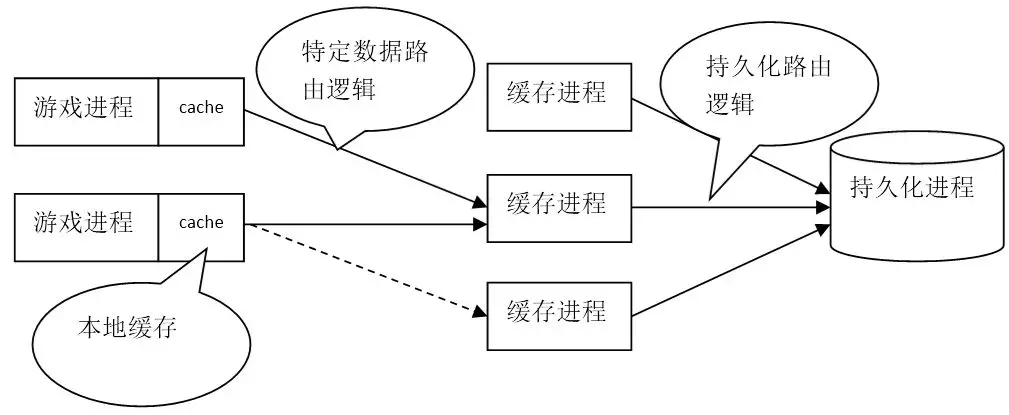 特定数据路
由逻辑
持久化路由
逻辑
游戏进程
cache
缓存进程
游戏进程
cache
缓存进程
持久化进程
缓存进程
本地缓存